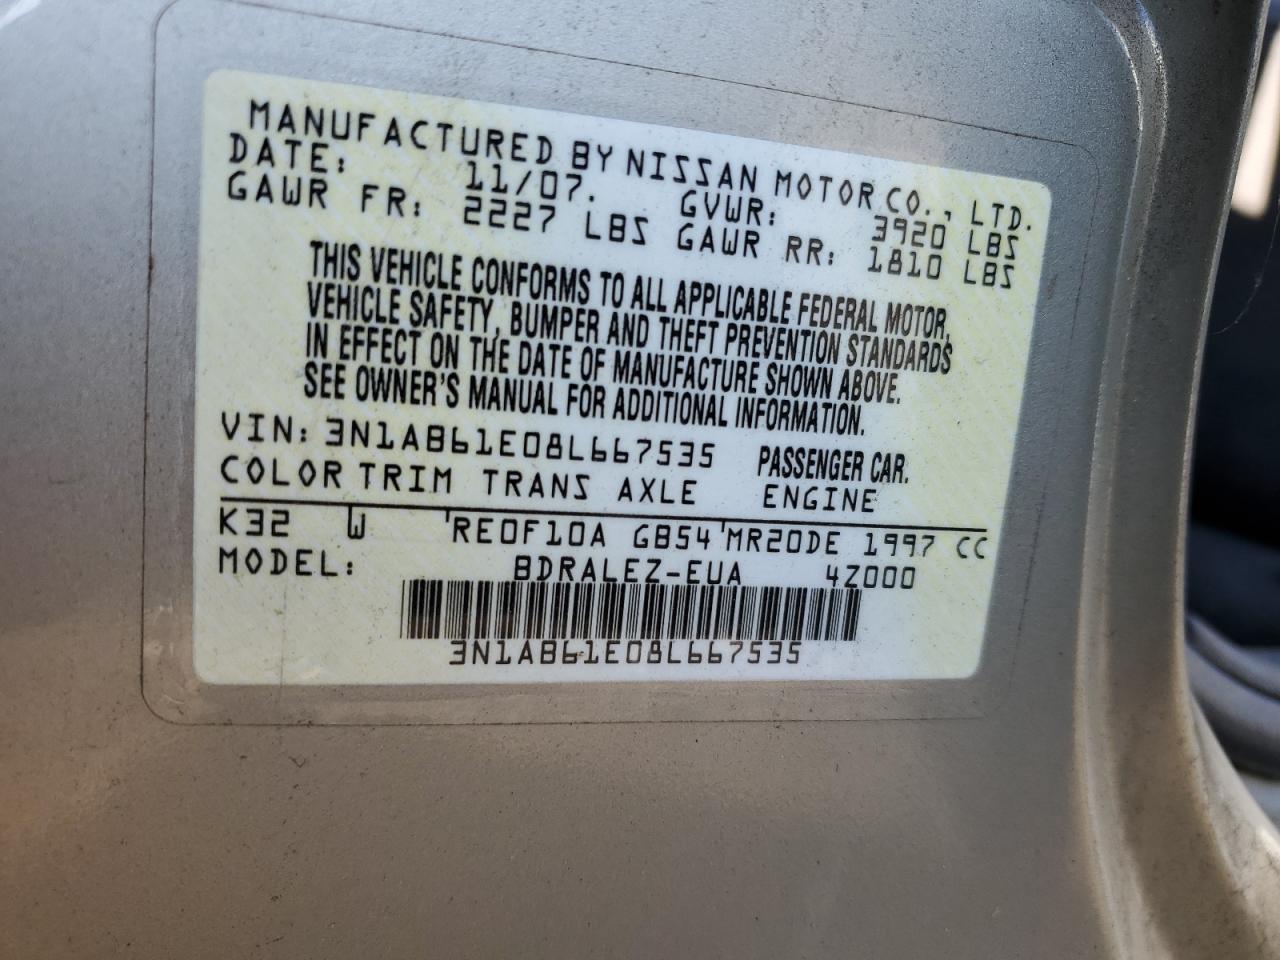 MANUFACTURED BY NISSAN MOTOR CO., LTD.
DATE: 11/07. GVWR: 3920 LBS
GAWR FR: 2227 LBS GAWR RR: 1810 LBS
THIS VEHICLE CONFORMS TO ALL APPLICABLE FEDERAL MOTOR,
VEHICLE SAFETY, BUMPER AND THEFT PREVENTION STANDARDS
IN EFFECT ON THE DATE OF MANUFACTURE SHOWN ABOVE.
SEE OWNER'S MANUAL FOR ADDITIONAL INFORMATION.
VIN: 3N1AB61E08L667535 PASSENGER CAR.
COLOR TRIM TRANS AXLE ENGINE
K32 W 'RE0F10A GB54'MR20DE 1997 CC
MODEL: BDRALEZ-EUA 4Z000
3N1AB61E08L667535